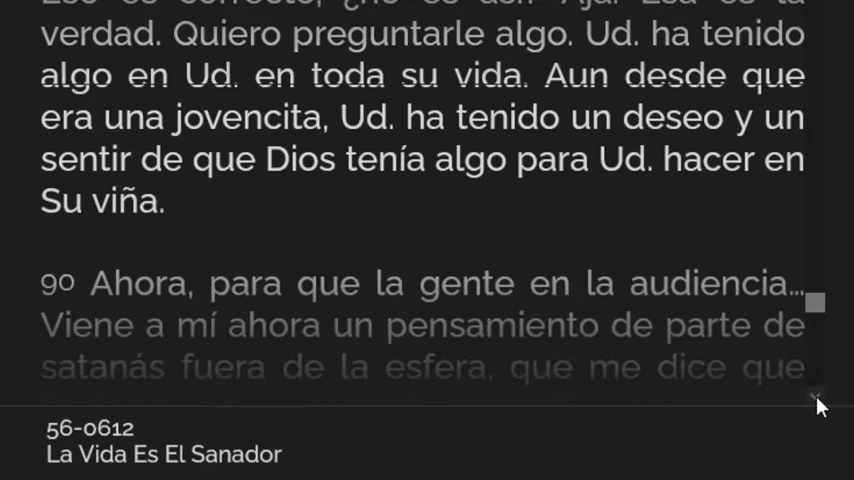 verdad. Quiero preguntarle algo. Ud. ha tenido
algo en Ud. en toda su vida. Aun desde que
era una jovencita, Ud. ha tenido un deseo y un
sentir de que Dios tenía algo para Ud. hacer en
Su viña.
90 Ahora, para que la gente en la audiencia...
Viene a mí ahora un pensamiento de parte de
satanás fuera de la esfera, que me dice que
56-0612
La Vida Es El Sanador